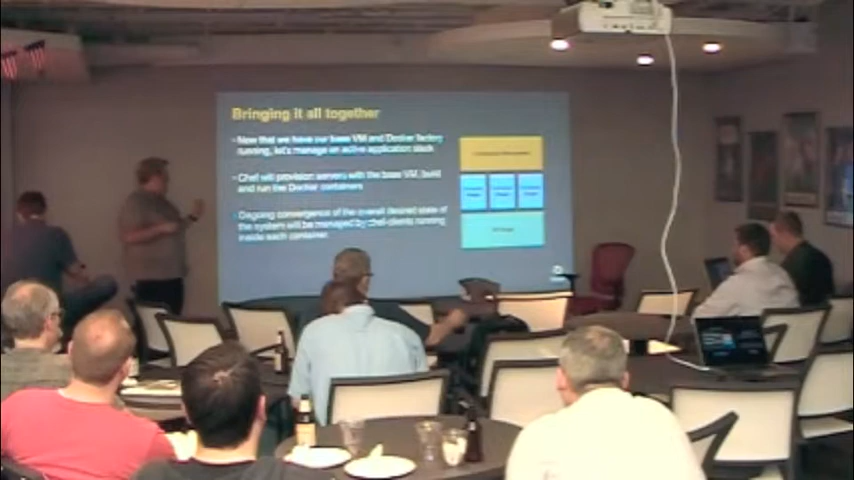 Bringing it all together
• Now that we have our base VM and Docker factory
running, let's manage an active application stack
• Chef will provision servers with the base VM, build
and run the Docker containers
• Ongoing convergence of the overall desired state of
the system will be managed by chef-clients running
inside each container